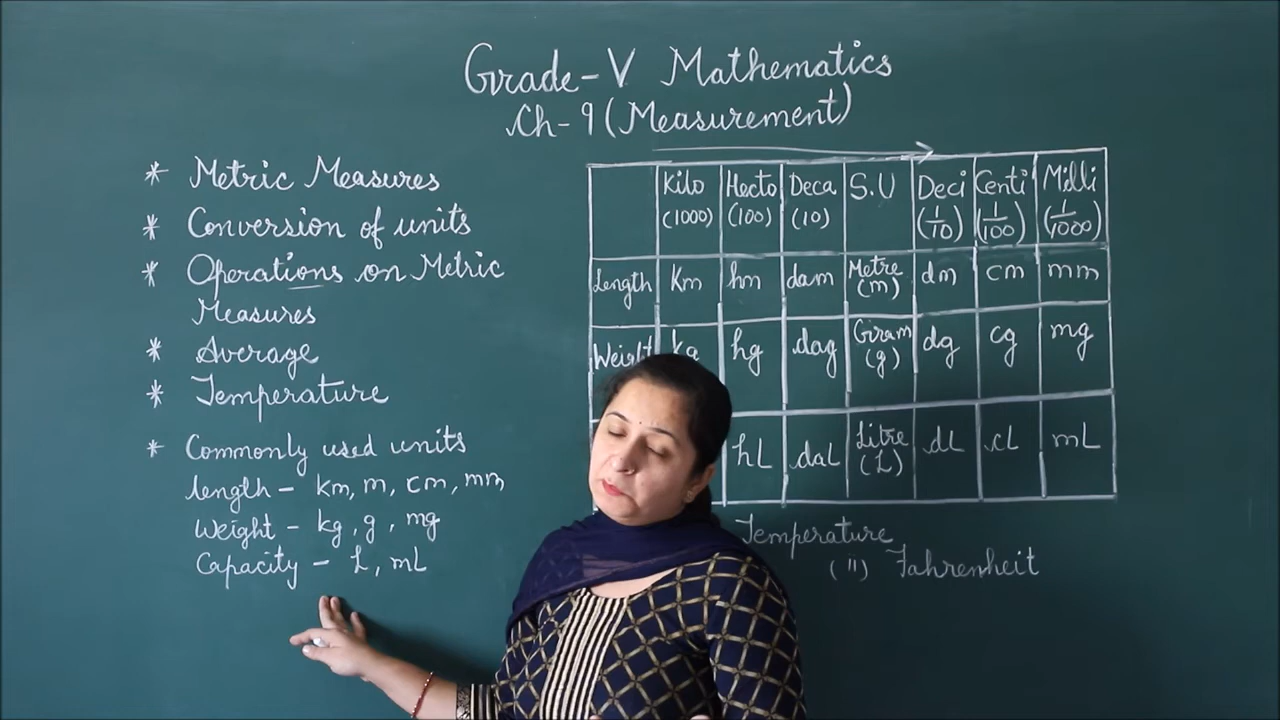 Grade-V Mathematics
Ch-9 (Measurement)
* Metric Measures
* Conversion of units
* Operations on Metric
Measures
* Average
* Temperature
* Commonly used units
Length - km, m, cm, mm
Weight - kg, g, mg
Capacity - L, mL
Kilo (1000) Hecto (100) Deca (10) S.U Deci (1/10) Centi (1/100) Milli (1/1000)
Length Km hm dam Metre (m) dm cm mm
Weight kg hg dag Gram (g) dg cg mg
hL daL Litre (L) dL cL mL
Temperature
(11) Fahrenheit